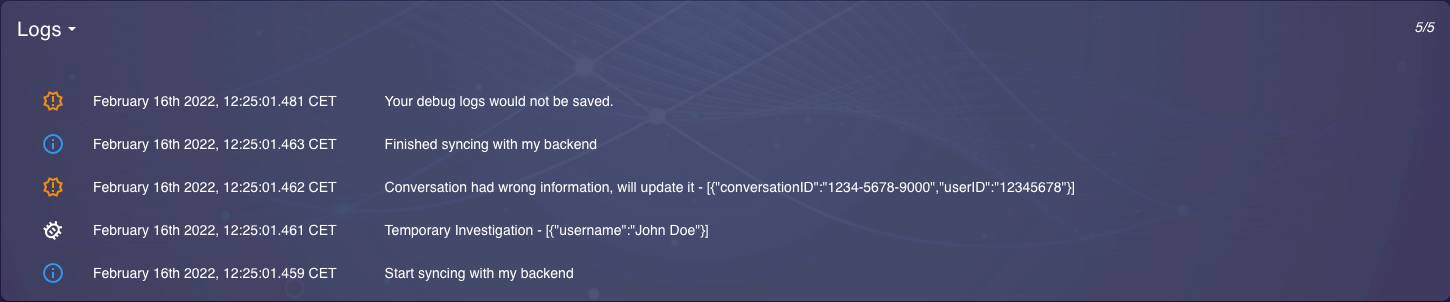 Logs
5/5
February 16th 2022, 12:25:01.481 CET Your debug logs would not be saved.
February 16th 2022, 12:25:01.463 CET Finished syncing with my backend
February 16th 2022, 12:25:01.462 CET Conversation had wrong information, will update it - [{"conversationID":"1234-5678-9000","userID":"12345678"}]
February 16th 2022, 12:25:01.461 CET Temporary Investigation - [{"username":"John Doe"}]
February 16th 2022, 12:25:01.459 CET Start syncing with my backend